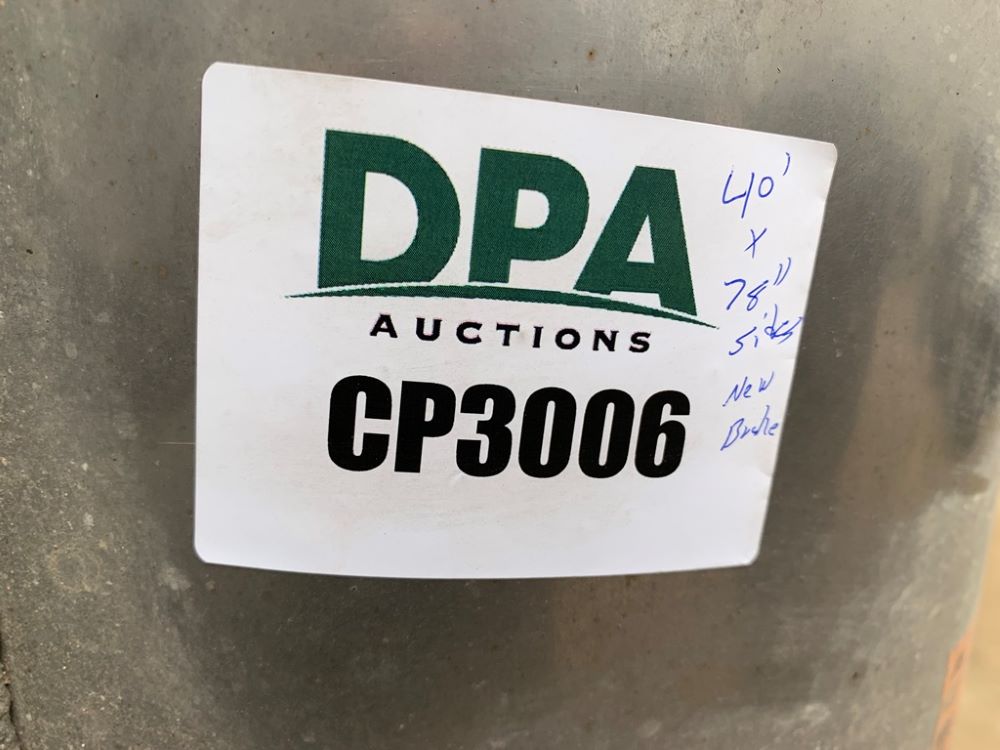 DPA
AUCTIONS
CP3006
40'
X
78"
sides
New
Brake